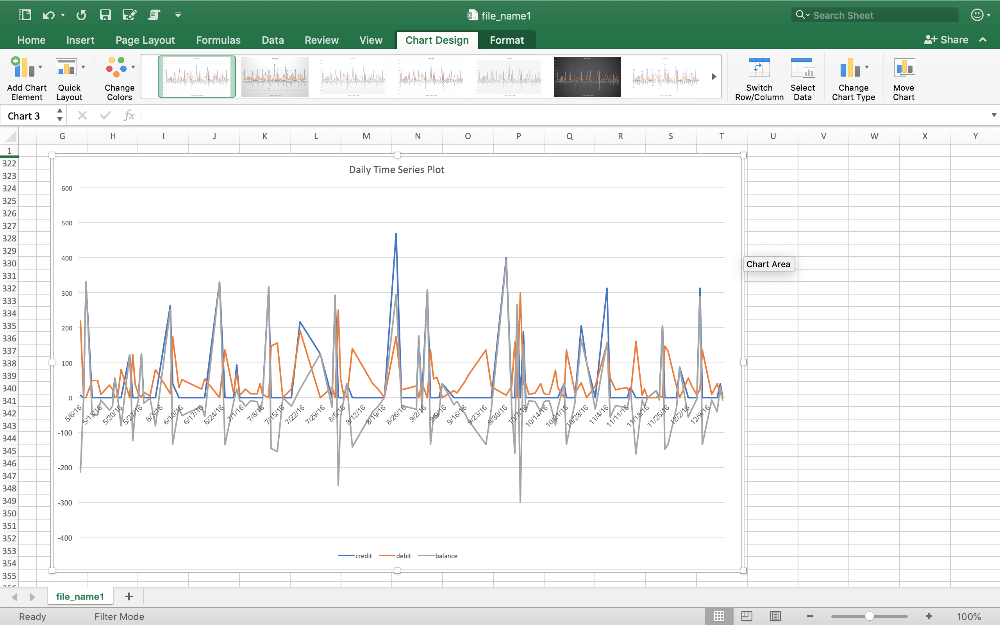 file_name1
Search Sheet
Home Insert Page Layout Formulas Data Review View Chart Design Format Share
Add Chart Element
Quick Layout
Change Colors
Switch Row/Column
Select Data
Change Chart Type
Move Chart
Chart 3 fx
G H I J K L M N O P Q R S T U V W X Y
1
322
323
324
325
326
327
328
329
330
331
332
333
334
335
336
337
338
339
340
341
342
343
344
345
346
347
348
349
350
351
352
353
354
355
Daily Time Series Plot
600
500
400
300
200
100
0
-100
-200
-300
-400
5/6/16 5/13/16 5/20/16 5/27/16 6/3/16 6/10/16 6/17/16 6/24/16 7/1/16 7/8/16 7/15/16 7/22/16 7/29/16 8/5/16 8/12/16 8/19/16 8/26/16 9/2/16 9/9/16 9/16/16 9/23/16 9/30/16 10/7/16 10/14/16 10/21/16 10/28/16 11/4/16 11/11/16 11/18/16 11/25/16 12/2/16 12/9/16
credit debit balance
Chart Area
file_name1
Ready Filter Mode 100%